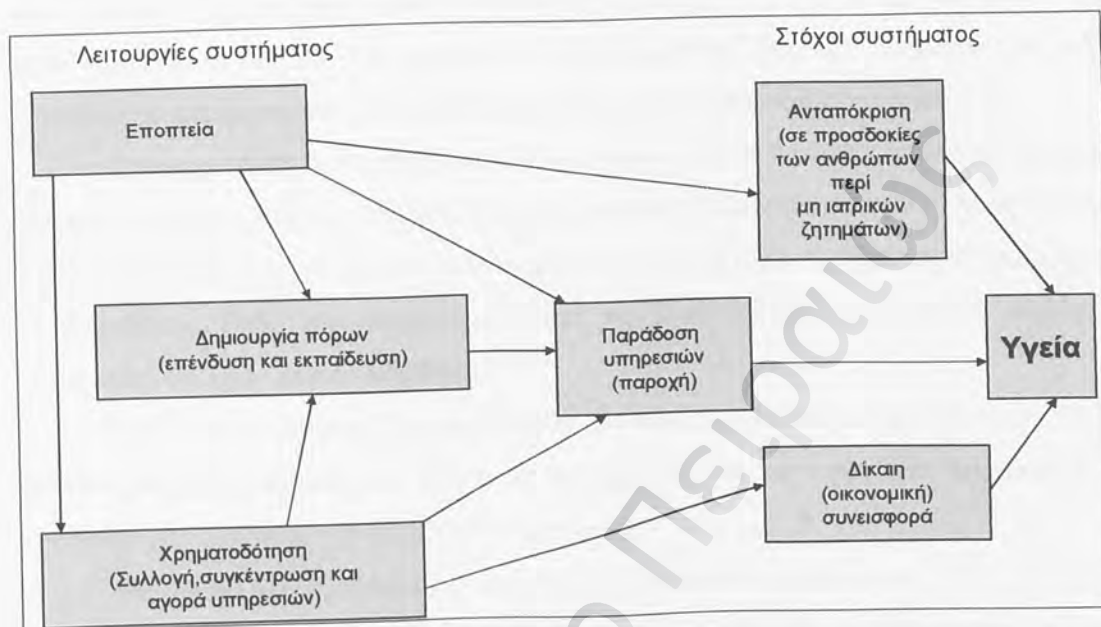 Λειτουργίες συστήματος
Στόχοι συστήματος
Εποπτεία
Ανταπόκριση
(σε προσδοκίες
των ανθρώπων
περί
μη ιατρικών
ζητημάτων)
Δημιουργία πόρων
(επένδυση και εκπαίδευση)
Παράδοση
υπηρεσιών
(παροχή)
Υγεία
Δίκαιη
(οικονομική)
συνεισφορά
Χρηματοδότηση
(Συλλογή,συγκέντρωση και
αγορά υπηρεσιών)
Πειραιώς